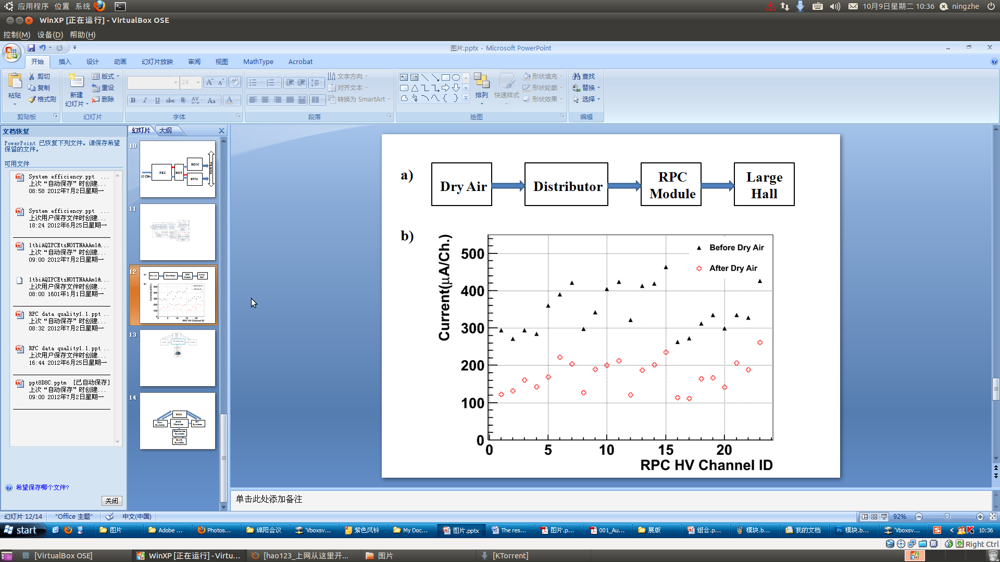 应用程序 位置 系统
10月9日星期二 10:36 ningzhe
WinXP [正在运行] - VirtualBox OSE
控制(M) 设备(D) 帮助(H)
图片.pptx - Microsoft PowerPoint
开始 插入 设计 动画 幻灯片放映 审阅 视图 MathType Acrobat
粘贴 剪切 复制 格式刷
剪贴板
新建 幻灯片 版式 重设 删除
幻灯片
24
字体
文字方向
对齐文本
转换为 SmartArt
段落
排列 快速样式 形状填充 形状轮廓 形状效果
绘图
查找
替换
选择
编辑
文档恢复
PowerPoint 已恢复下列文件。请保存希望
保留的文件。
可用文件
System efficiency.ppt ...
上次“自动保存”时创建...
08:58 2012年7月2日星期一
System efficiency.ppt ...
上次用户保存文件时创建...
18:24 2012年6月25日星期一
1tbiAQIPCEtsNOYTNAAAm1&...
上次“自动保存”时创建...
09:00 2012年7月2日星期一
1tbiAQIPCEtsNOYTNAAAm1&...
上次用户保存文件时创建...
08:00 1601年1月1日星期一
RPC data quality1.1.ppt ..
上次“自动保存”时创建...
08:32 2012年7月2日星期一
RPC data quality1.1.ppt ..
上次用户保存文件时创建...
16:44 2012年6月25日星期一
ppt8D8C.pptm [已自动保存]
上次“自动保存”时创建...
09:00 2012年7月2日星期一
希望保存哪个文件?
关闭
幻灯片 大纲
10
32 CHs FEC ROT ROM RTM
11
12
13
14
DCS
Gas Systems RPC Modules HV Systems
Electronics Systems
DAQ Systems
a)
Dry Air
Distributor
RPC
Module
Large
Hall
b)
Current(μA/Ch.)
500
400
300
200
100
0
Before Dry Air
After Dry Air
0 5 10 15 20
RPC HV Channel ID
单击此处添加备注
幻灯片 12/14 “Office 主题” 中文(中国) 92%
start 图片 Adobe ... Photos... 绵阳会议 'Vboxsv... 紫色风铃 My Doc... 图片.pptx The res... 图片.p... 001_Au... 展版 组合.p... 模块.b... 我的文档 模块.b... 'Vboxsv... 10:36
Right Ctrl
[VirtualBox OSE] WinXP [正在运行] - Virtu... [hao123_上网从这里开... 图片 [KTorrent]